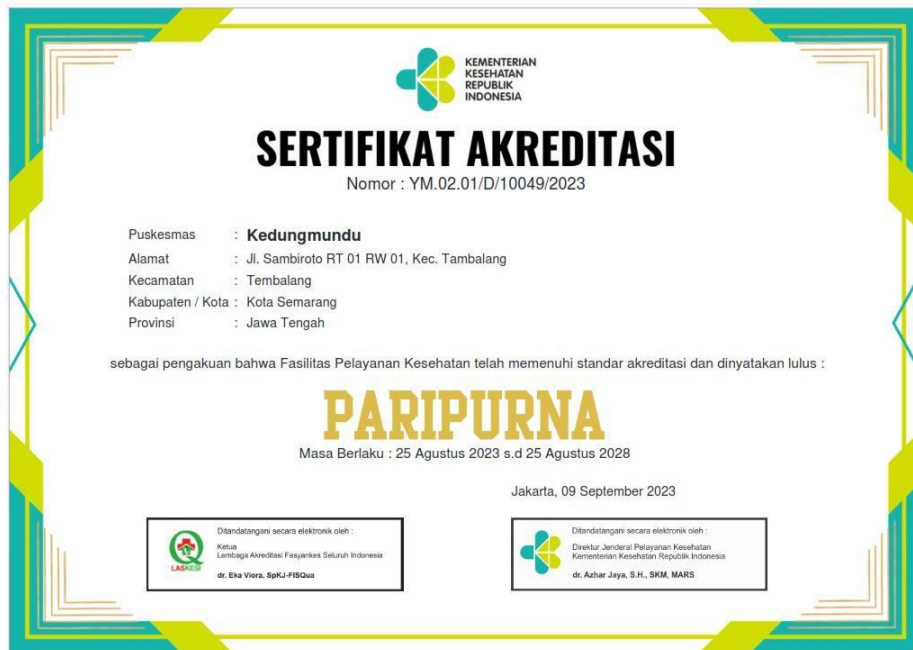 KEMENTERIAN
KESEHATAN
REPUBLIK
INDONESIA
SERTIFIKAT AKREDITASI
Nomor : YM.02.01/D/10049/2023
Puskesmas : Kedungmundu
Alamat : Jl. Sambiroto RT 01 RW 01, Kec. Tambalang
Kecamatan : Tembalang
Kabupaten / Kota : Kota Semarang
Provinsi : Jawa Tengah
sebagai pengakuan bahwa Fasilitas Pelayanan Kesehatan telah memenuhi standar akreditasi dan dinyatakan lulus :
PARIPURNA
Masa Berlaku : 25 Agustus 2023 s.d 25 Agustus 2028
Jakarta, 09 September 2023
Ditandatangani secara elektronik oleh :
Ketua
Lembaga Akreditasi Fasyankes Seluruh Indonesia
dr. Eka Viora, SpKJ-FISQua
LASKESI
Ditandatangani secara elektronik oleh :
Direktur Jenderal Pelayanan Kesehatan
Kementerian Kesehatan Republik Indonesia
dr. Azhar Jaya, S.H., SKM, MARS